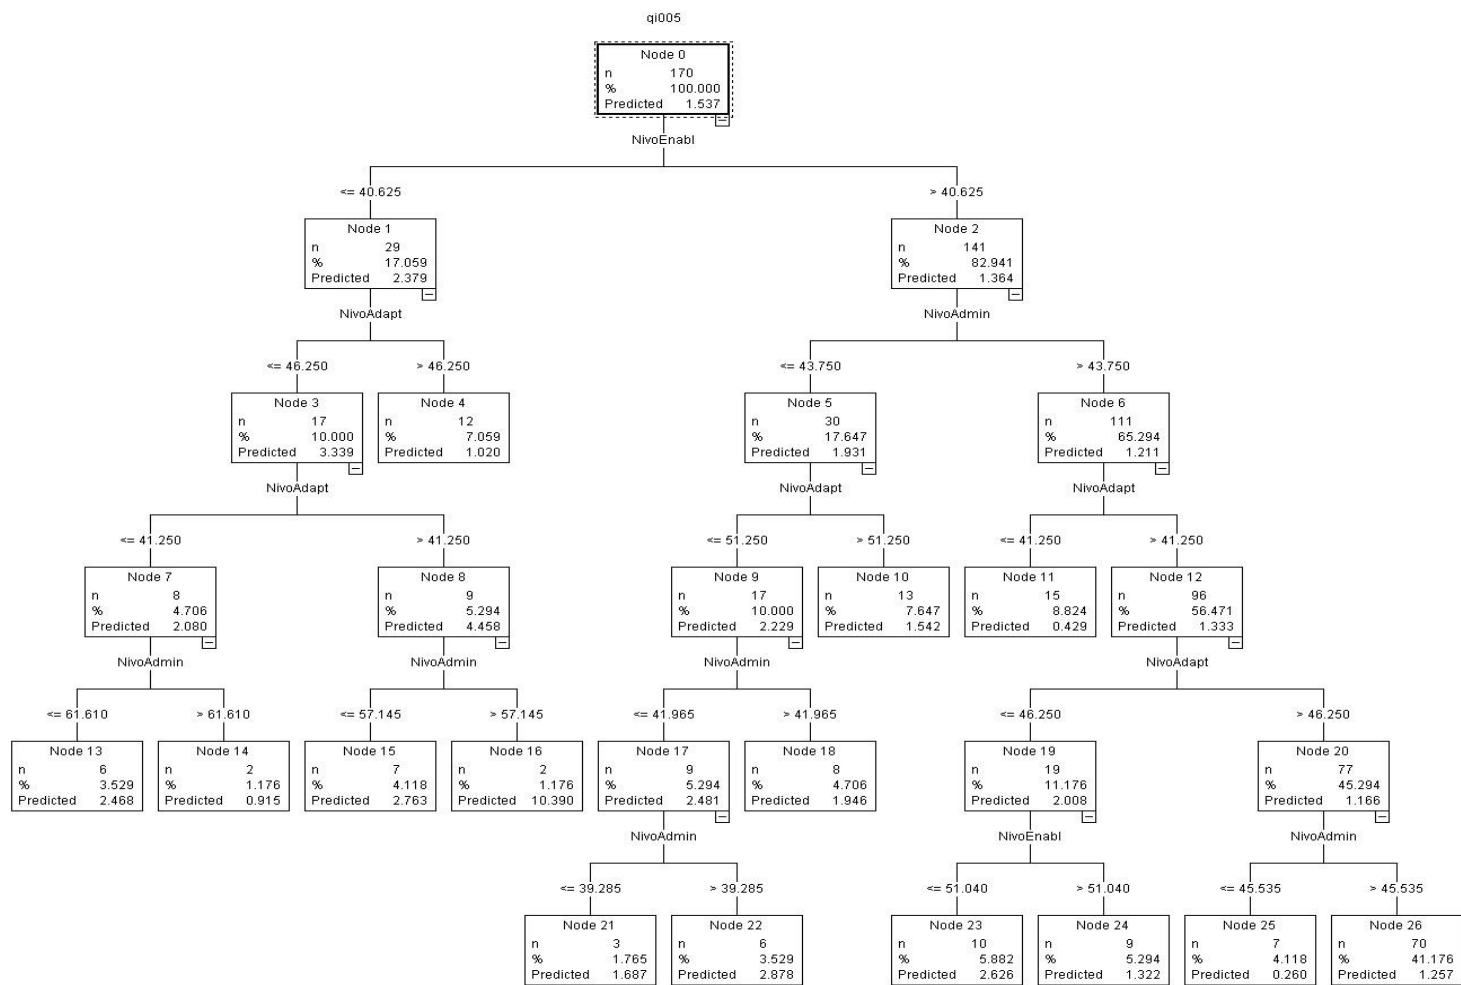 qi005
Node 0
n 170
% 100.000
Predicted 1.537
NivoEnabl
<= 40.625 > 40.625
Node 1 Node 2
n 29 n 141
% 17.059 % 82.941
Predicted 2.379 Predicted 1.364
NivoAdapt NivoAdmin
<= 46.250 > 46.250 <= 43.750 > 43.750
Node 3 Node 4 Node 5 Node 6
n 17 n 12 n 30 n 111
% 10.000 % 7.059 % 17.647 % 65.294
Predicted 3.339 Predicted 1.020 Predicted 1.931 Predicted 1.211
NivoAdapt NivoAdapt NivoAdapt
<= 41.250 > 41.250 <= 51.250 > 51.250 <= 41.250 > 41.250
Node 7 Node 8 Node 9 Node 10 Node 11 Node 12
n 8 n 9 n 17 n 13 n 15 n 96
% 4.706 % 5.294 % 10.000 % 7.647 % 8.824 % 56.471
Predicted 2.080 Predicted 4.458 Predicted 2.229 Predicted 1.542 Predicted 0.429 Predicted 1.333
NivoAdmin NivoAdmin NivoAdmin NivoAdapt
<= 61.610 > 61.610 <= 57.145 > 57.145 <= 41.965 > 41.965 <= 46.250 > 46.250
Node 13 Node 14 Node 15 Node 16 Node 17 Node 18 Node 19 Node 20
n 6 n 2 n 7 n 2 n 9 n 8 n 19 n 77
% 3.529 % 1.176 % 4.118 % 1.176 % 5.294 % 4.706 % 11.176 % 45.294
Predicted 2.468 Predicted 0.915 Predicted 2.763 Predicted 10.390 Predicted 2.481 Predicted 1.946 Predicted 2.008 Predicted 1.166
NivoAdmin NivoEnabl NivoAdmin
<= 39.285 > 39.285 <= 51.040 > 51.040 <= 45.535 > 45.535
Node 21 Node 22 Node 23 Node 24 Node 25 Node 26
n 3 n 6 n 10 n 9 n 7 n 70
% 1.765 % 3.529 % 5.882 % 5.294 % 4.118 % 41.176
Predicted 1.687 Predicted 2.878 Predicted 2.626 Predicted 1.322 Predicted 0.260 Predicted 1.257